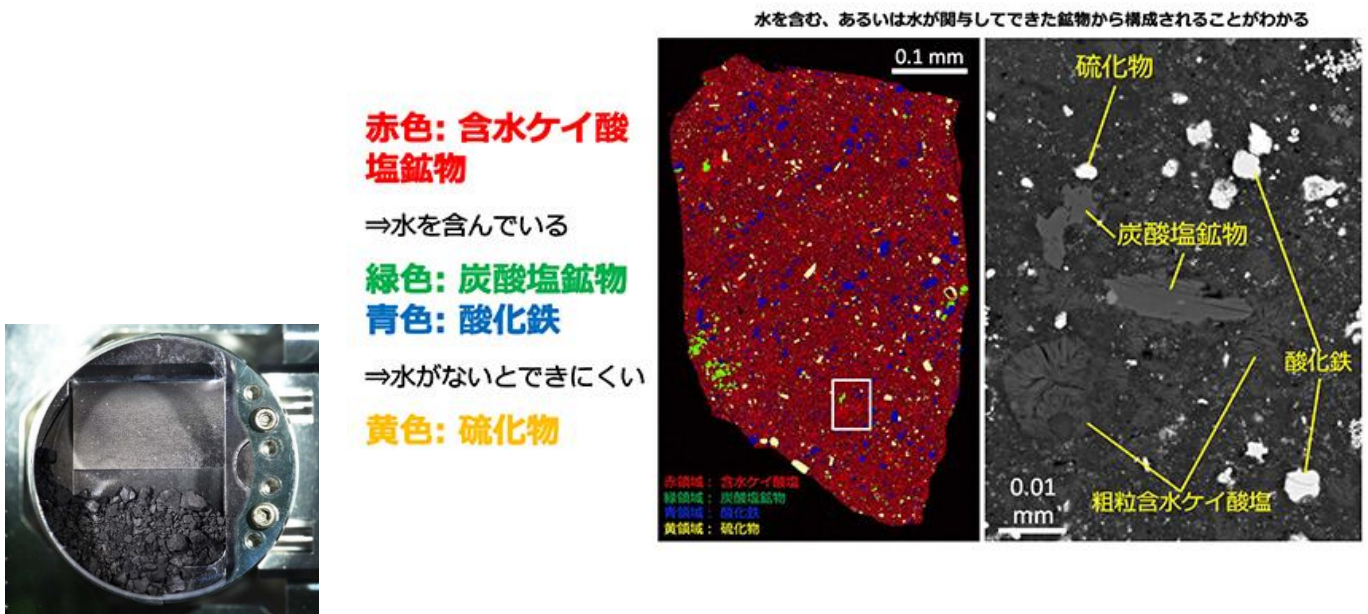 水を含む、あるいは水が関与してできた鉱物から構成されることがわかる
赤色: 含水ケイ酸
塩鉱物
⇒水を含んでいる
緑色: 炭酸塩鉱物
青色: 酸化鉄
⇒水がないとできにくい
黄色: 硫化物
0.1 mm
赤領域： 含水ケイ酸塩
緑領域： 炭酸塩鉱物
青領域： 酸化鉄
黄領域： 硫化物
硫化物
炭酸塩鉱物
酸化鉄
粗粒含水ケイ酸塩
0.01
mm